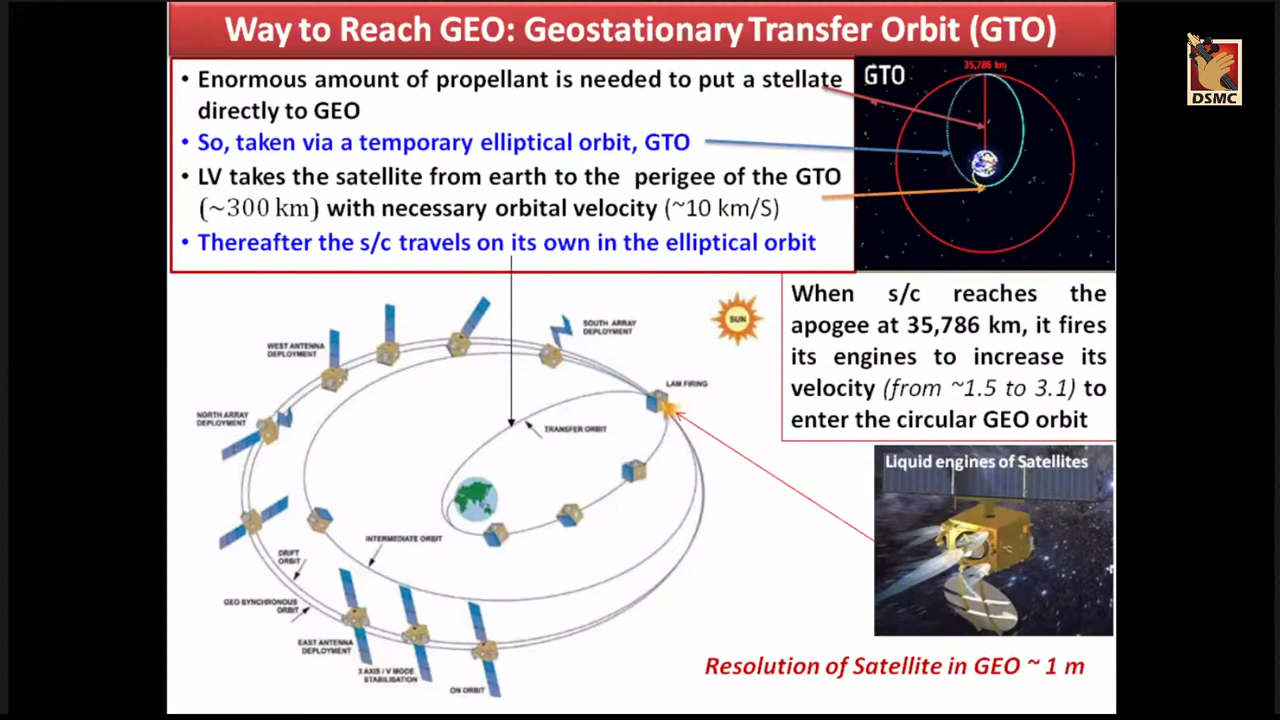 Way to Reach GEO: Geostationary Transfer Orbit (GTO)
• Enormous amount of propellant is needed to put a stellate
directly to GEO
• So, taken via a temporary elliptical orbit, GTO
• LV takes the satellite from earth to the perigee of the GTO
(~300 km) with necessary orbital velocity (~10 km/S)
• Thereafter the s/c travels on its own in the elliptical orbit
GTO
35,786 km
DSMC
When s/c reaches the
apogee at 35,786 km, it fires
its engines to increase its
velocity (from ~1.5 to 3.1) to
enter the circular GEO orbit
SOUTH ARRAY
DEPLOYMENT
SUN
WEST ANTENNA
DEPLOYMENT
LAM FIRING
NORTH ARRAY
DEPLOYMENT
TRANSFER ORBIT
INTERMEDIATE ORBIT
DRIFT
ORBIT
GEO SYNCHRONOUS
ORBIT
EAST ANTENNA
DEPLOYMENT
3 AXIS / V MODE
STABILISATION
ON ORBIT
Liquid engines of Satellites
Resolution of Satellite in GEO ~ 1 m